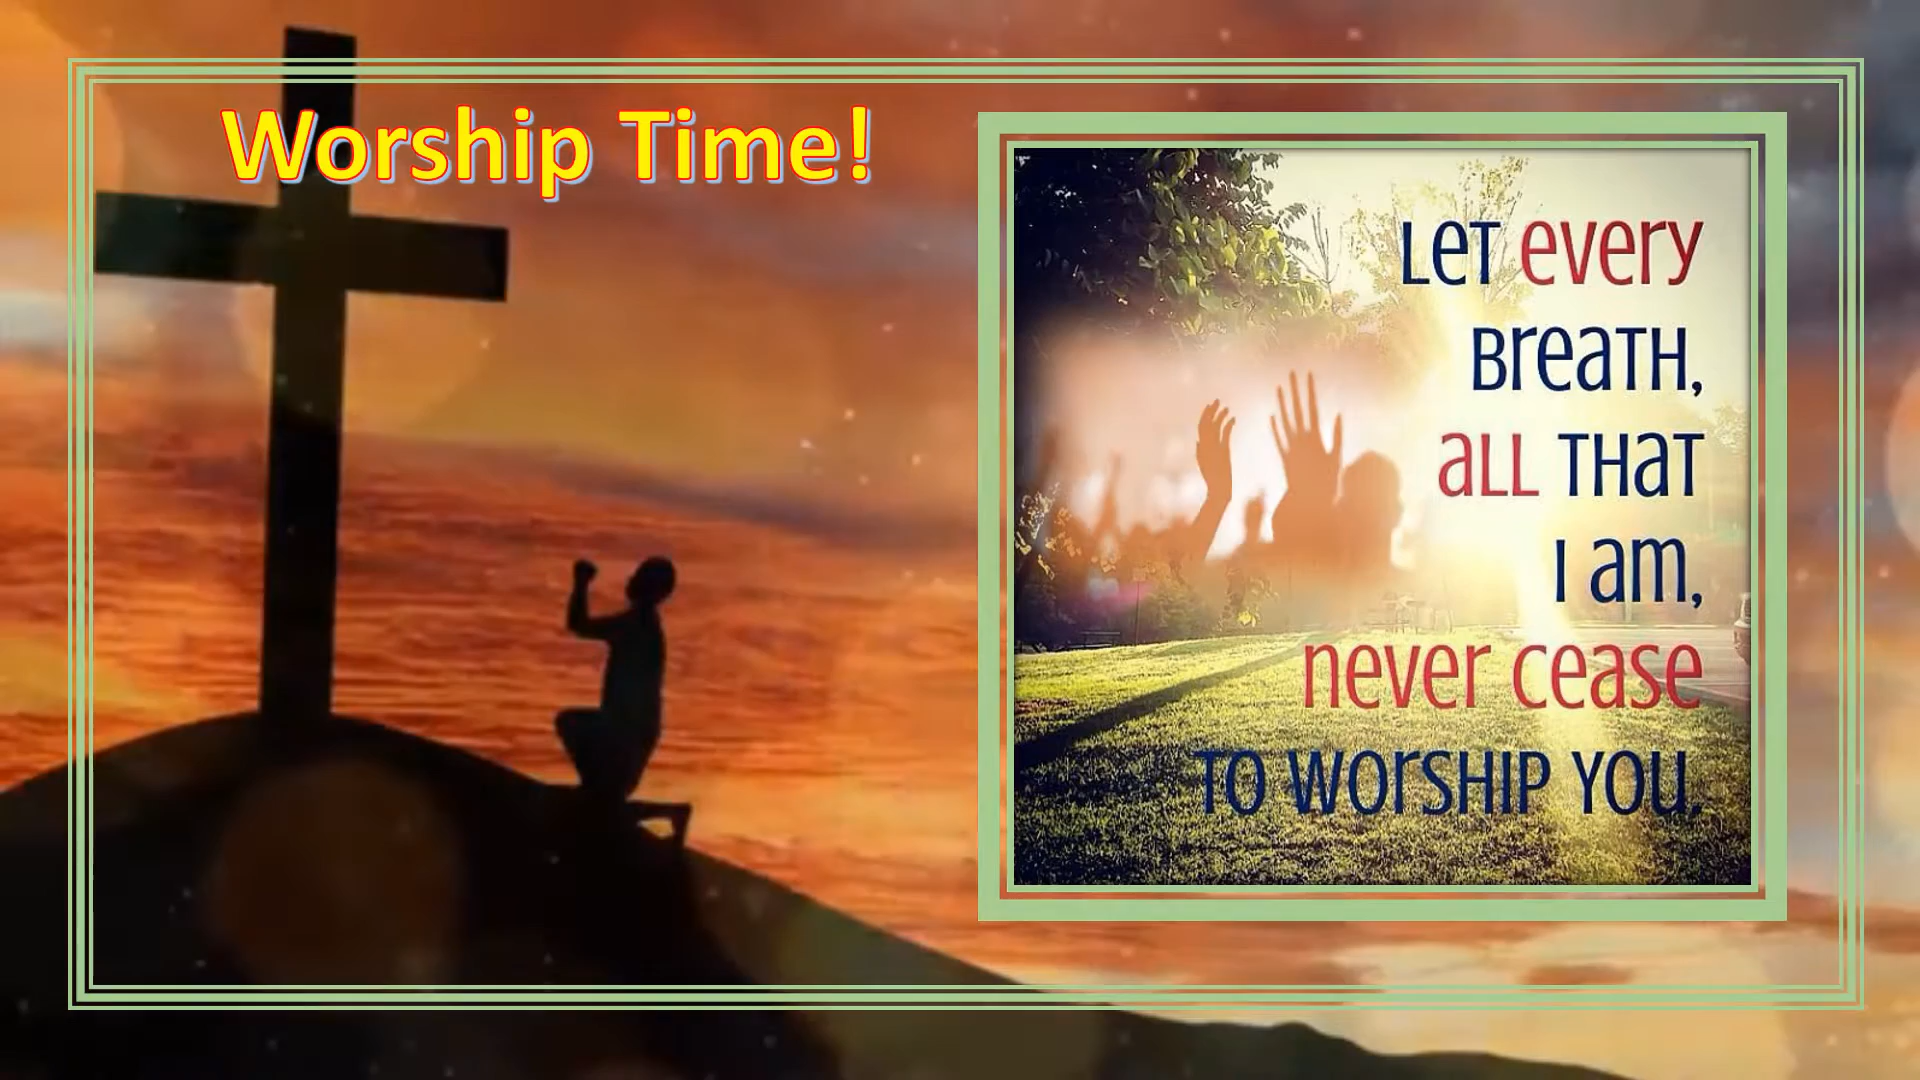 Worship Time!
Let every
breath,
all that
I am,
never cease
to worship you.